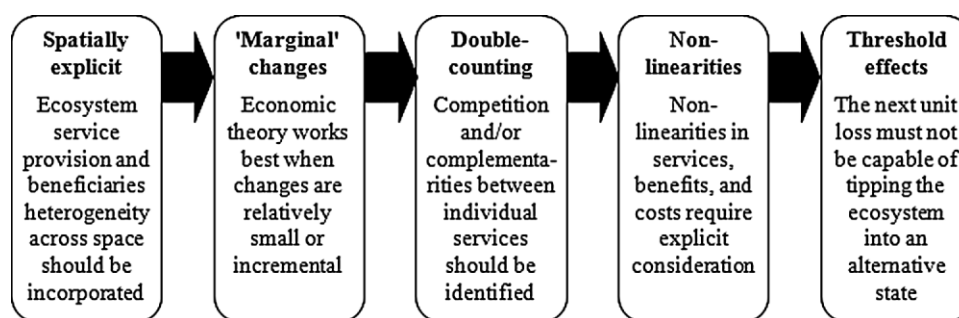 Spatially
explicit
Ecosystem
service
provision and
beneficiaries
heterogeneity
across space
should be
incorporated
'Marginal'
changes
Economic
theory works
best when
changes are
relatively
small or
incremental
Double-
counting
Competition
and/or
complementa-
rities between
individual
services
should be
identified
Non-
linearities
Non-
linearities in
services,
benefits, and
costs require
explicit
consideration
Threshold
effects
The next unit
loss must not
be capable of
tipping the
ecosystem
into an
alternative
state